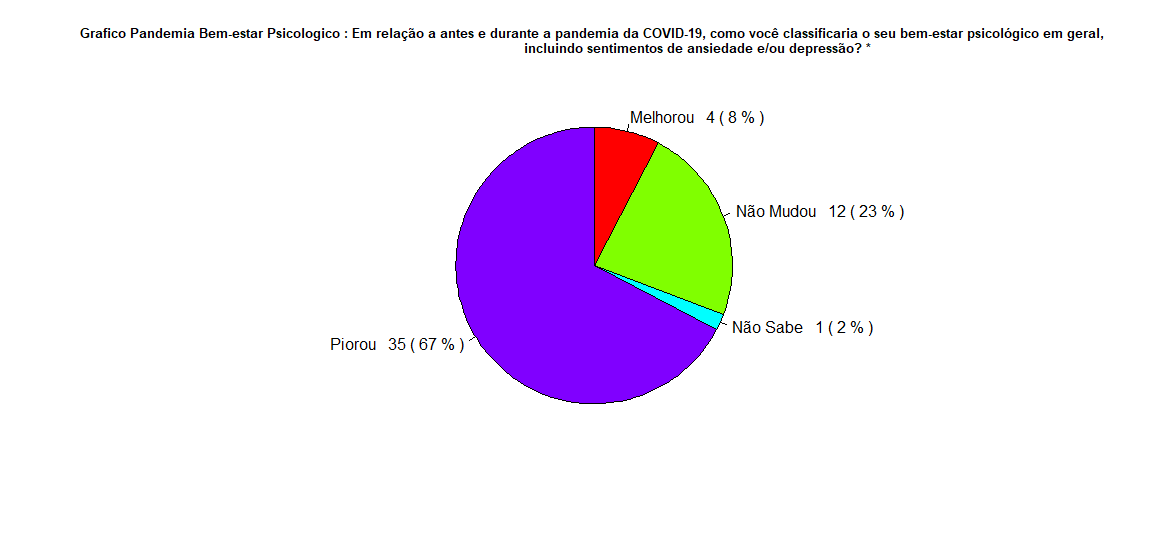 Grafico Pandemia Bem-estar Psicologico : Em relação a antes e durante a pandemia da COVID-19, como você classificaria o seu bem-estar psicológico em geral,
incluindo sentimentos de ansiedade e/ou depressão? *
Melhorou 4 ( 8 % )
Não Mudou 12 ( 23 % )
Não Sabe 1 ( 2 % )
Piorou 35 ( 67 % )